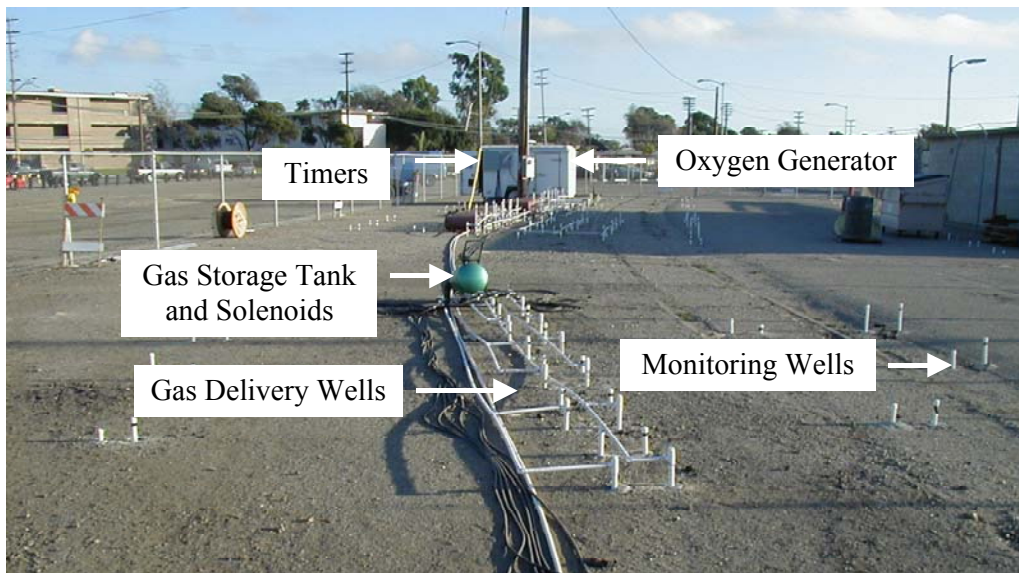 Timers
Oxygen Generator
Gas Storage Tank
and Solenoids
Monitoring Wells
Gas Delivery Wells